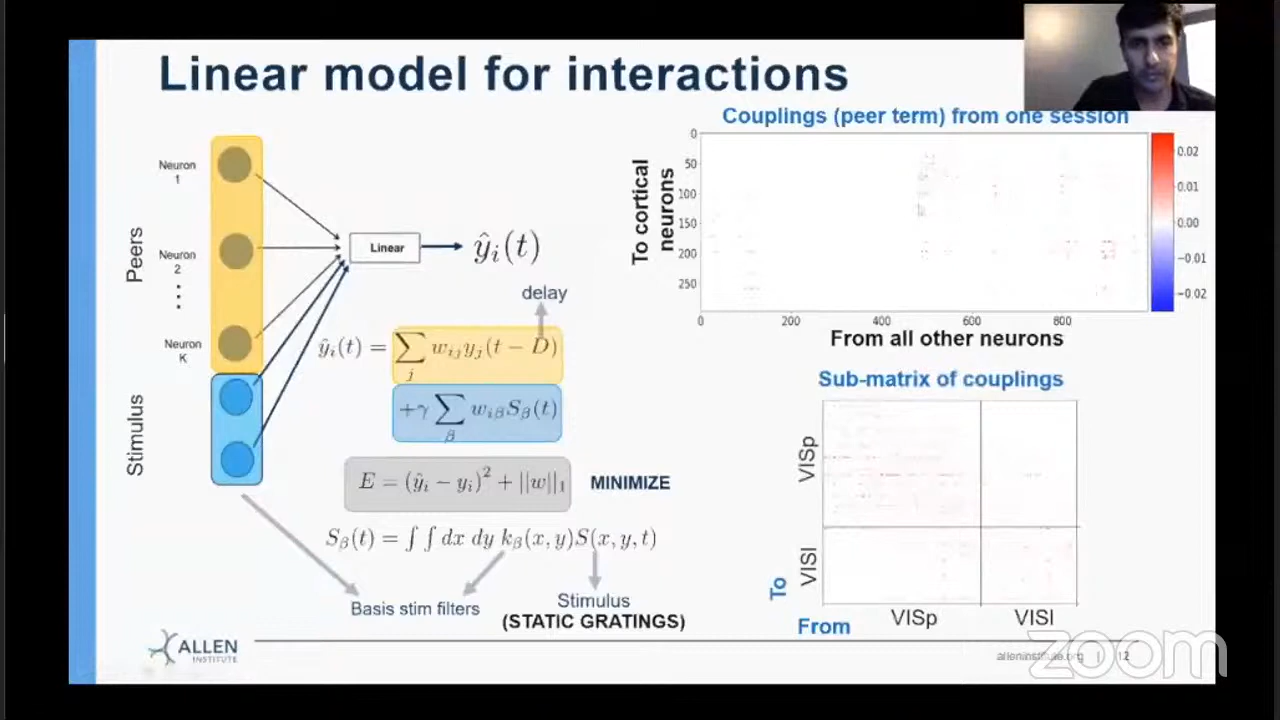 Linear model for interactions
Couplings (peer term) from one session
Neuron
1
Neuron
2
Neuron
K
Peers
Stimulus
Linear
ŷᵢ(t)
delay
ŷᵢ(t) = ∑ⱼ wᵢⱼyⱼ(t − D)
+γ ∑_β w_iβ S_β(t)
E = (ŷᵢ − yᵢ)² + ||w||₁
MINIMIZE
S_β(t) = ∫ ∫ dx dy k_β(x, y)S(x, y, t)
Basis stim filters
Stimulus
(STATIC GRATINGS)
To cortical
neurons
0
50
100
150
200
250
0
200
400
600
800
0.02
0.01
0.00
−0.01
−0.02
From all other neurons
Sub-matrix of couplings
VISp
VISl
To
From
VISp
VISl
ALLEN
INSTITUTE
alleninstitute.org | 12
zoom